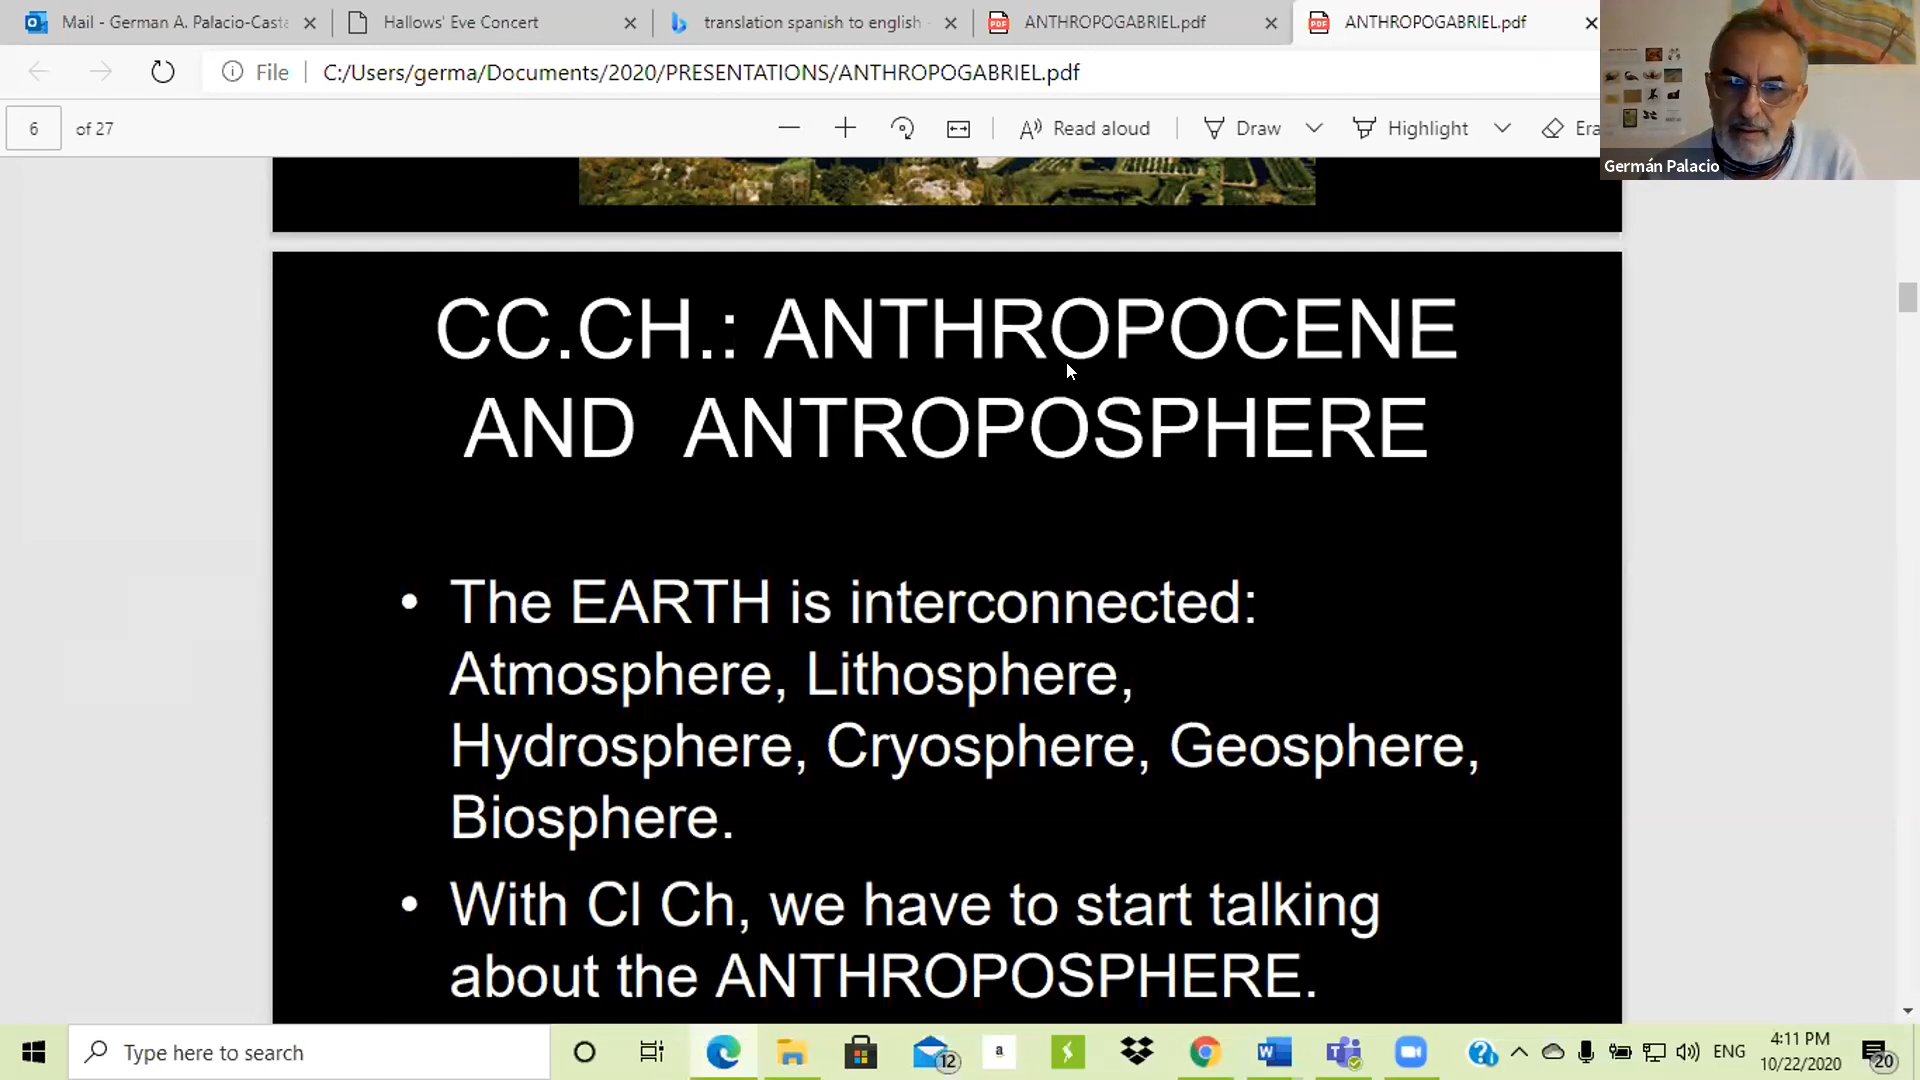 Mail - German A. Palacio-Casta
Hallows' Eve Concert
translation spanish to english -
ANTHROPOGABRIEL.pdf
ANTHROPOGABRIEL.pdf
File
C:/Users/germa/Documents/2020/PRESENTATIONS/ANTHROPOGABRIEL.pdf
6 of 27
Read aloud
Draw
Highlight
Era
Germán Palacio
CC.CH.: ANTHROPOCENE
AND ANTROPOSPHERE
• The EARTH is interconnected:
Atmosphere, Lithosphere,
Hydrosphere, Cryosphere, Geosphere,
Biosphere.
• With Cl Ch, we have to start talking
about the ANTHROPOSPHERE.
Type here to search
12
a
ENG
4:11 PM
10/22/2020
20